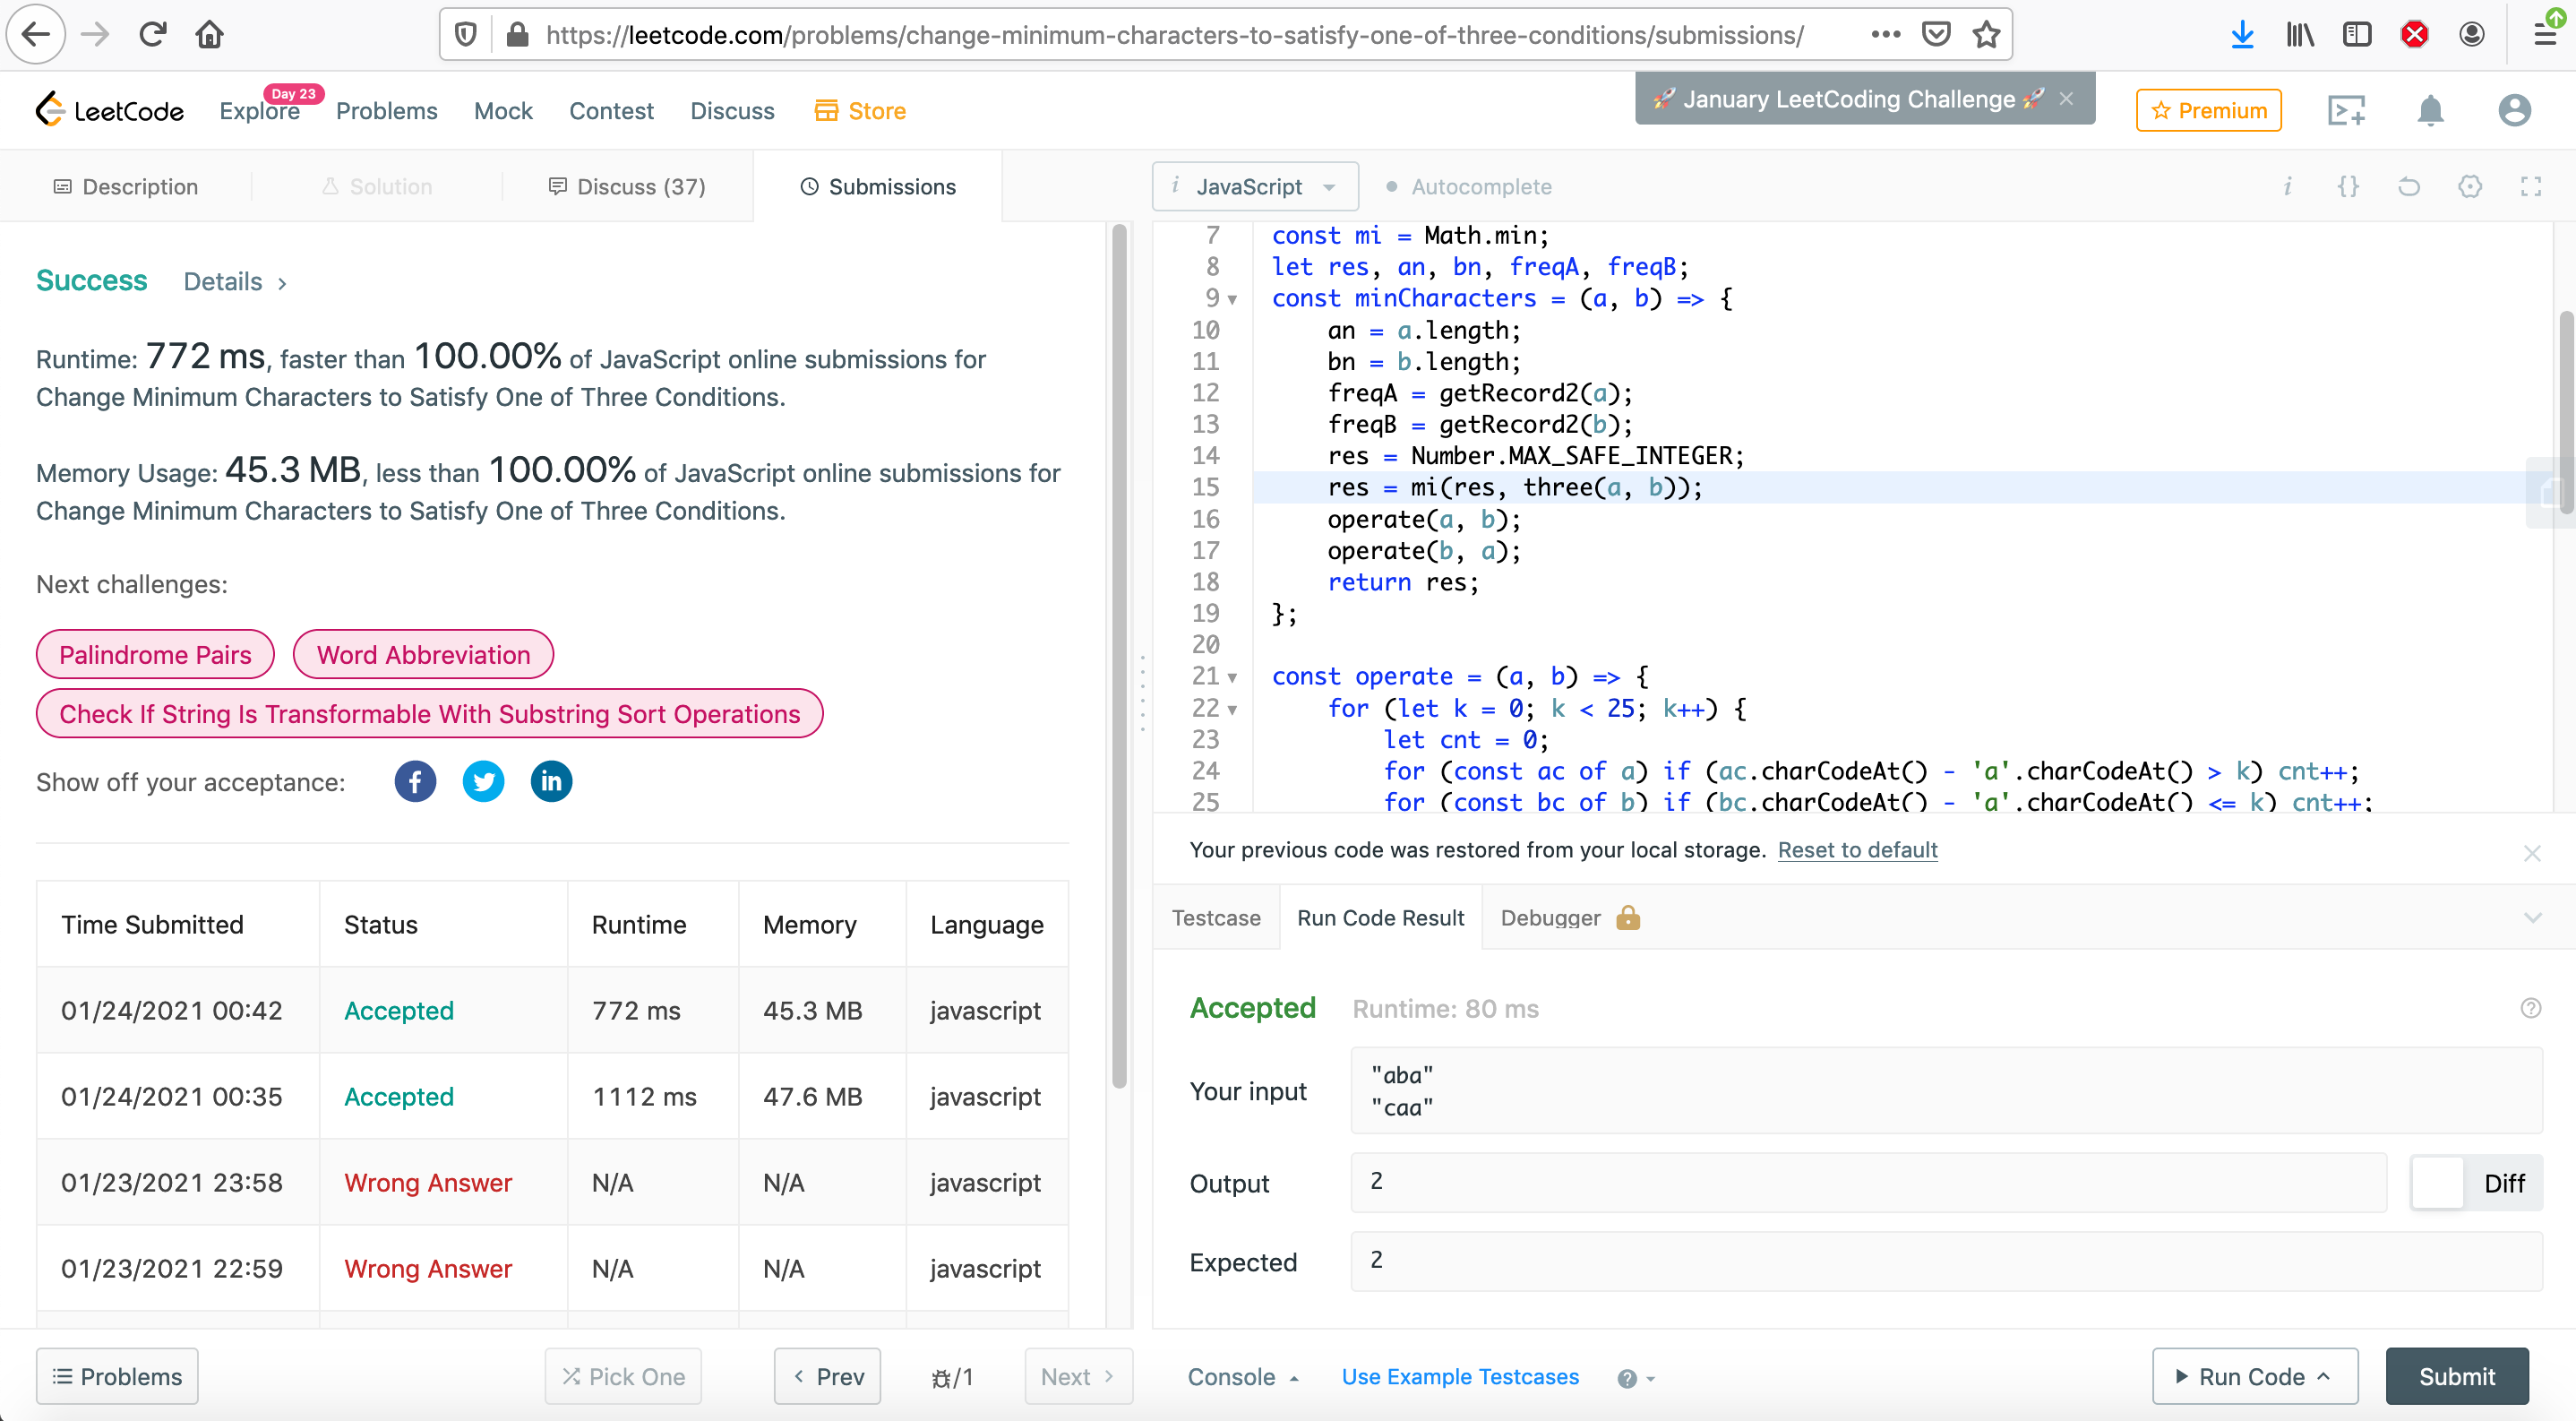 https://leetcode.com/problems/change-minimum-characters-to-satisfy-one-of-three-conditions/submissions/
LeetCode
Explore
Day 23
Problems
Mock
Contest
Discuss
Store
🚀 January LeetCoding Challenge 🚀 ×
Premium
Description
Solution
Discuss (37)
Submissions
Success
Details >
Runtime: 772 ms, faster than 100.00% of JavaScript online submissions for
Change Minimum Characters to Satisfy One of Three Conditions.
Memory Usage: 45.3 MB, less than 100.00% of JavaScript online submissions for
Change Minimum Characters to Satisfy One of Three Conditions.
Next challenges:
Palindrome Pairs
Word Abbreviation
Check If String Is Transformable With Substring Sort Operations
Show off your acceptance:
Time Submitted Status Runtime Memory Language
01/24/2021 00:42 Accepted 772 ms 45.3 MB javascript
01/24/2021 00:35 Accepted 1112 ms 47.6 MB javascript
01/23/2021 23:58 Wrong Answer N/A N/A javascript
01/23/2021 22:59 Wrong Answer N/A N/A javascript
Problems
Pick One
< Prev
/1
Next >
i JavaScript
Autocomplete
i {}
7 const mi = Math.min;
8 let res, an, bn, freqA, freqB;
9 const minCharacters = (a, b) => {
10 an = a.length;
11 bn = b.length;
12 freqA = getRecord2(a);
13 freqB = getRecord2(b);
14 res = Number.MAX_SAFE_INTEGER;
15 res = mi(res, three(a, b));
16 operate(a, b);
17 operate(b, a);
18 return res;
19 };
20
21 const operate = (a, b) => {
22 for (let k = 0; k < 25; k++) {
23 let cnt = 0;
24 for (const ac of a) if (ac.charCodeAt() - 'a'.charCodeAt() > k) cnt++;
25 for (const bc of b) if (bc.charCodeAt() - 'a'.charCodeAt() <= k) cnt++;
Your previous code was restored from your local storage. Reset to default
Testcase
Run Code Result
Debugger
Accepted
Runtime: 80 ms
Your input
"aba"
"caa"
Output
2
Diff
Expected
2
Console
Use Example Testcases
Run Code
Submit